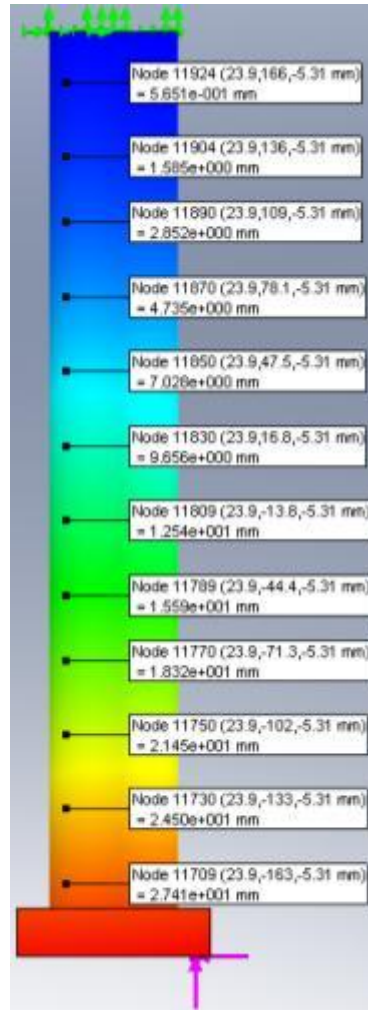 Node 11924 (23.9,166,-5.31 mm)
= 5.651e-001 mm
Node 11904 (23.9,136,-5.31 mm)
= 1.585e+000 mm
Node 11890 (23.9,109,-5.31 mm)
= 2.852e+000 mm
Node 11870 (23.9,78.1,-5.31 mm)
= 4.735e+000 mm
Node 11850 (23.9,47.5,-5.31 mm)
= 7.028e+000 mm
Node 11830 (23.9,16.8,-5.31 mm)
= 9.656e+000 mm
Node 11809 (23.9,-13.8,-5.31 mm)
= 1.254e+001 mm
Node 11789 (23.9,-44.4,-5.31 mm)
= 1.559e+001 mm
Node 11770 (23.9,-71.3,-5.31 mm)
= 1.832e+001 mm
Node 11750 (23.9,-102,-5.31 mm)
= 2.145e+001 mm
Node 11730 (23.9,-133,-5.31 mm)
= 2.450e+001 mm
Node 11709 (23.9,-163,-5.31 mm)
= 2.741e+001 mm